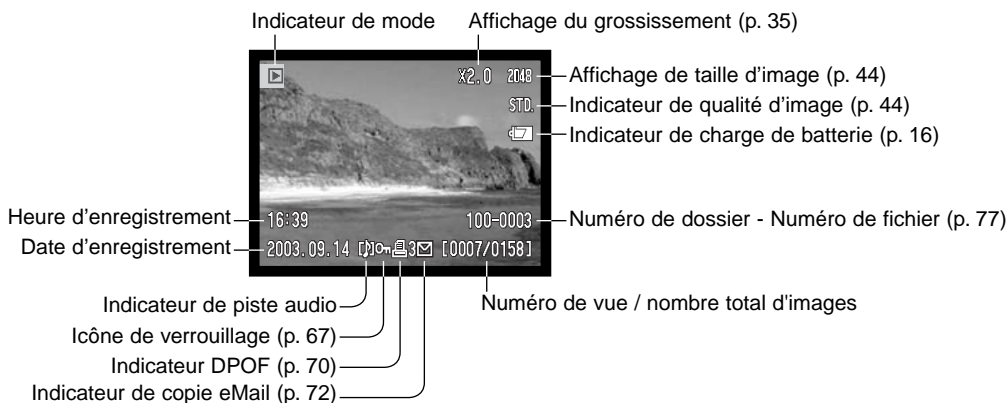 Indicateur de mode
Affichage du grossissement (p. 35)
X2.0 2048
Affichage de taille d'image (p. 44)
STD.
Indicateur de qualité d'image (p. 44)
Indicateur de charge de batterie (p. 16)
Heure d’enregistrement
16:39
100-0003
Numéro de dossier - Numéro de fichier (p. 77)
Date d’enregistrement
2003.09.14 [♪] 3 [0007/0158]
Indicateur de piste audio
Numéro de vue / nombre total d'images
Icône de verrouillage (p. 67)
Indicateur DPOF (p. 70)
Indicateur de copie eMail (p. 72)